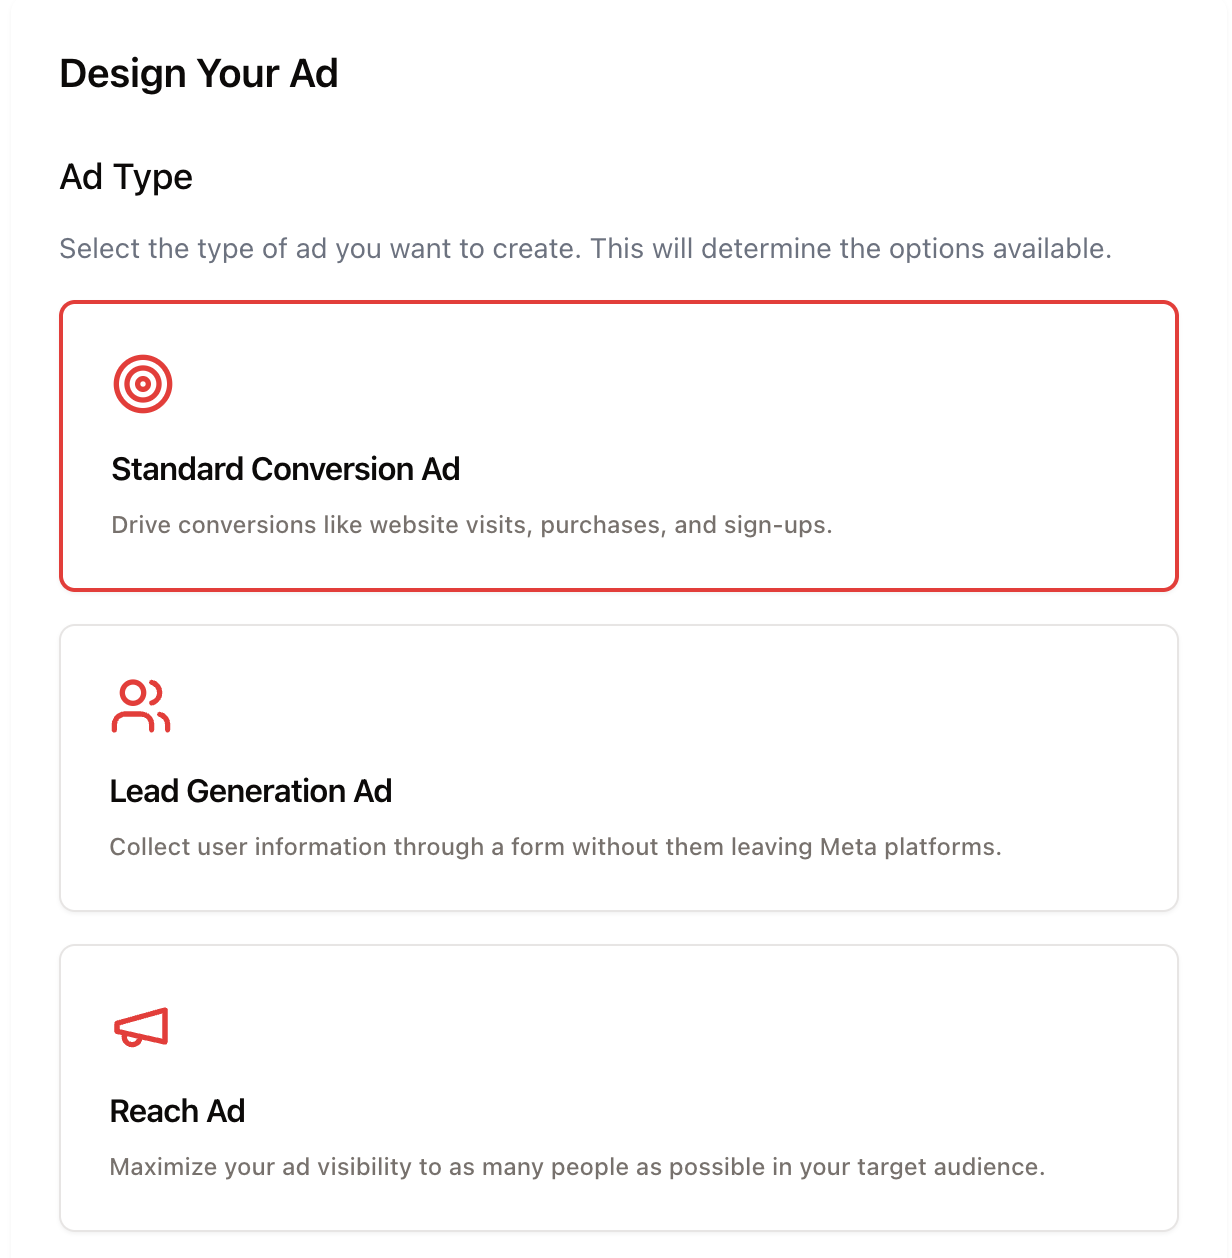 Design Your Ad
Ad Type
Select the type of ad you want to create. This will determine the options available.
Standard Conversion Ad
Drive conversions like website visits, purchases, and sign-ups.
Lead Generation Ad
Collect user information through a form without them leaving Meta platforms.
Reach Ad
Maximize your ad visibility to as many people as possible in your target audience.